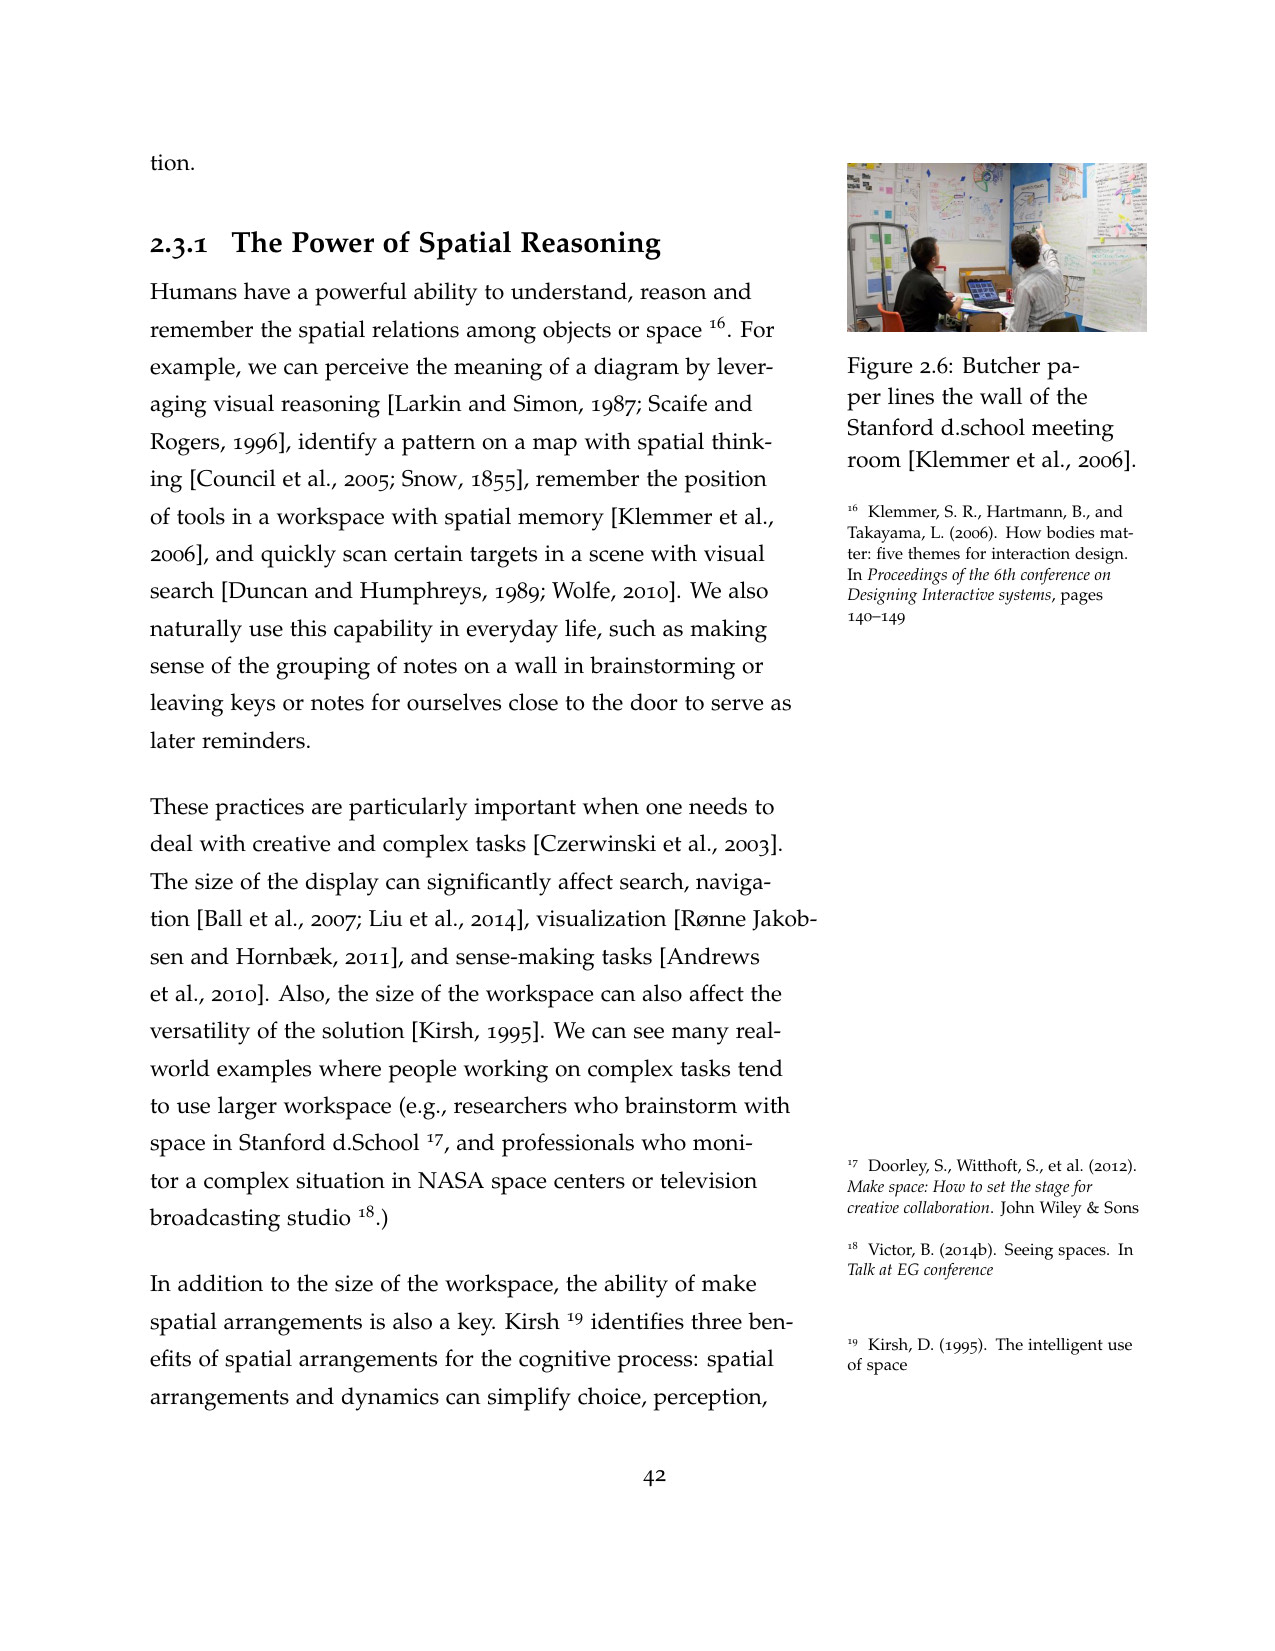 tion.
2.3.1 The Power of Spatial Reasoning
Humans have a powerful ability to understand, reason and
remember the spatial relations among objects or space 16. For
example, we can perceive the meaning of a diagram by lever-
aging visual reasoning [Larkin and Simon, 1987; Scaife and
Rogers, 1996], identify a pattern on a map with spatial think-
ing [Council et al., 2005; Snow, 1855], remember the position
of tools in a workspace with spatial memory [Klemmer et al.,
2006], and quickly scan certain targets in a scene with visual
search [Duncan and Humphreys, 1989; Wolfe, 2010]. We also
naturally use this capability in everyday life, such as making
sense of the grouping of notes on a wall in brainstorming or
leaving keys or notes for ourselves close to the door to serve as
later reminders.
These practices are particularly important when one needs to
deal with creative and complex tasks [Czerwinski et al., 2003].
The size of the display can significantly affect search, naviga-
tion [Ball et al., 2007; Liu et al., 2014], visualization [Rønne Jakob-
sen and Hornbæk, 2011], and sense-making tasks [Andrews
et al., 2010]. Also, the size of the workspace can also affect the
versatility of the solution [Kirsh, 1995]. We can see many real-
world examples where people working on complex tasks tend
to use larger workspace (e.g., researchers who brainstorm with
space in Stanford d.School 17, and professionals who moni-
tor a complex situation in NASA space centers or television
broadcasting studio 18.)
In addition to the size of the workspace, the ability of make
spatial arrangements is also a key. Kirsh 19 identifies three ben-
efits of spatial arrangements for the cognitive process: spatial
arrangements and dynamics can simplify choice, perception,
Figure 2.6: Butcher pa-
per lines the wall of the
Stanford d.school meeting
room [Klemmer et al., 2006].
16 Klemmer, S. R., Hartmann, B., and
Takayama, L. (2006). How bodies mat-
ter: five themes for interaction design.
In Proceedings of the 6th conference on
Designing Interactive systems, pages
140–149
17 Doorley, S., Witthoft, S., et al. (2012).
Make space: How to set the stage for
creative collaboration. John Wiley & Sons
18 Victor, B. (2014b). Seeing spaces. In
Talk at EG conference
19 Kirsh, D. (1995). The intelligent use
of space
42